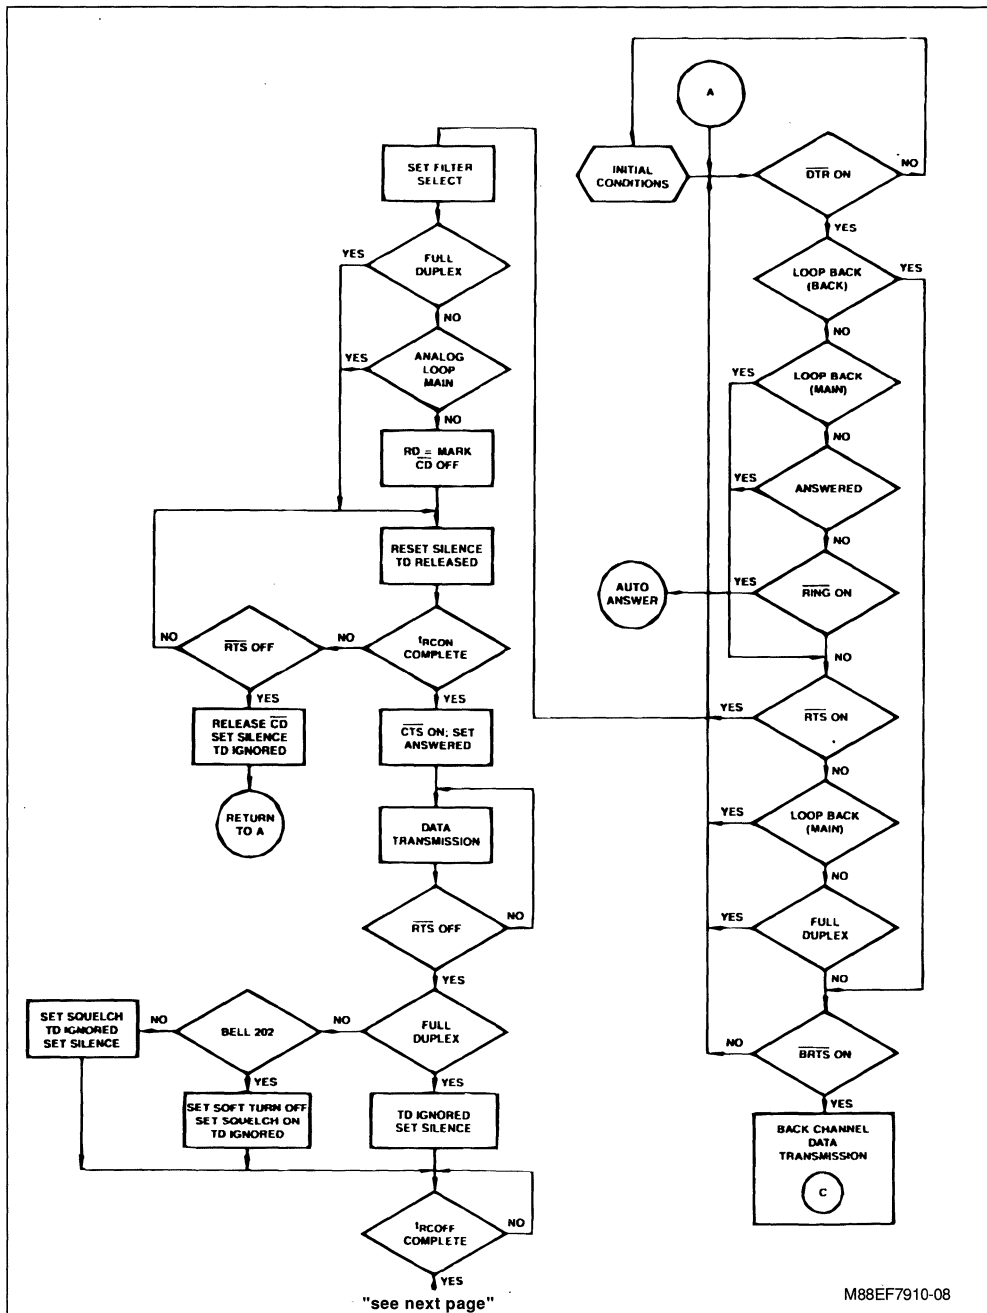 A
INITIAL
CONDITIONS
DTR ON
NO
YES
LOOP BACK
(BACK)
YES
NO
LOOP BACK
(MAIN)
YES
NO
ANSWERED
YES
NO
RING ON
YES
AUTO
ANSWER
NO
RTS ON
YES
NO
LOOP BACK
(MAIN)
YES
NO
FULL
DUPLEX
YES
NO
BRTS ON
NO
YES
BACK CHANNEL
DATA
TRANSMISSION
C
SET FILTER
SELECT
FULL
DUPLEX
YES
NO
ANALOG
LOOP
MAIN
YES
NO
RD = MARK
CD OFF
RESET SILENCE
TD RELEASED
tRCON
COMPLETE
NO
RTS OFF
NO
YES
RELEASE CD
SET SILENCE
TD IGNORED
RETURN
TO A
YES
CTS ON; SET
ANSWERED
DATA
TRANSMISSION
RTS OFF
NO
YES
FULL
DUPLEX
NO
BELL 202
NO
SET SQUELCH
TD IGNORED
SET SILENCE
YES
SET SOFT TURN OFF
SET SQUELCH ON
TD IGNORED
YES
TD IGNORED
SET SILENCE
tRCOFF
COMPLETE
NO
YES
"see next page"
M88EF7910-08